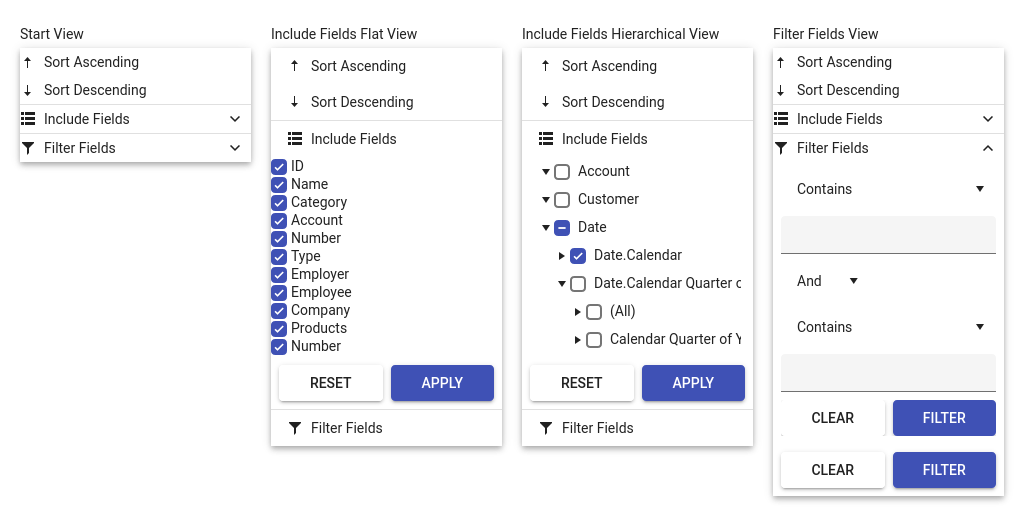 Start View
Sort Ascending
Sort Descending
Include Fields
Filter Fields
Include Fields Flat View
Sort Ascending
Sort Descending
Include Fields
ID
Name
Category
Account
Number
Type
Employer
Employee
Company
Products
Number
RESET APPLY
Filter Fields
Include Fields Hierarchical View
Sort Ascending
Sort Descending
Include Fields
Account
Customer
Date
Date.Calendar
Date.Calendar Quarter
(All)
Calendar Quarter of
RESET APPLY
Filter Fields
Filter Fields View
Sort Ascending
Sort Descending
Include Fields
Filter Fields
Contains
And
Contains
CLEAR FILTER
CLEAR FILTER